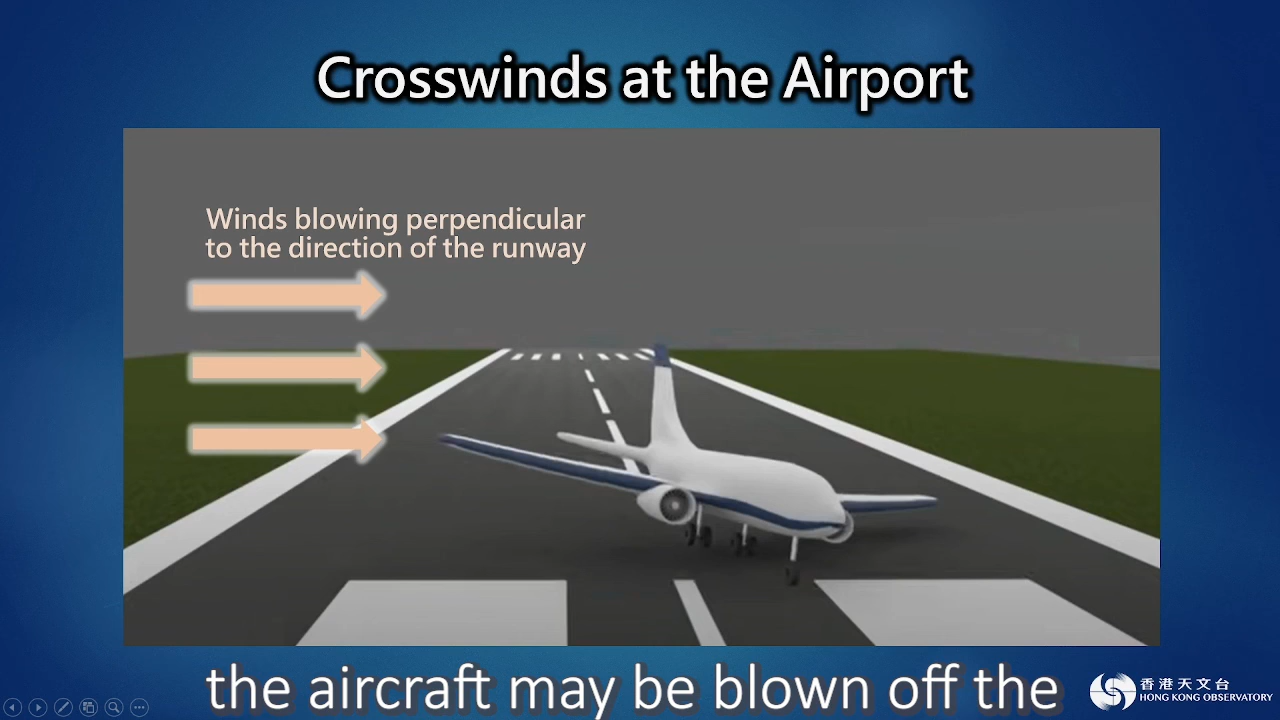 Crosswinds at the Airport
Winds blowing perpendicular
to the direction of the runway
the aircraft may be blown off the
香港天文台
HONG KONG OBSERVATORY